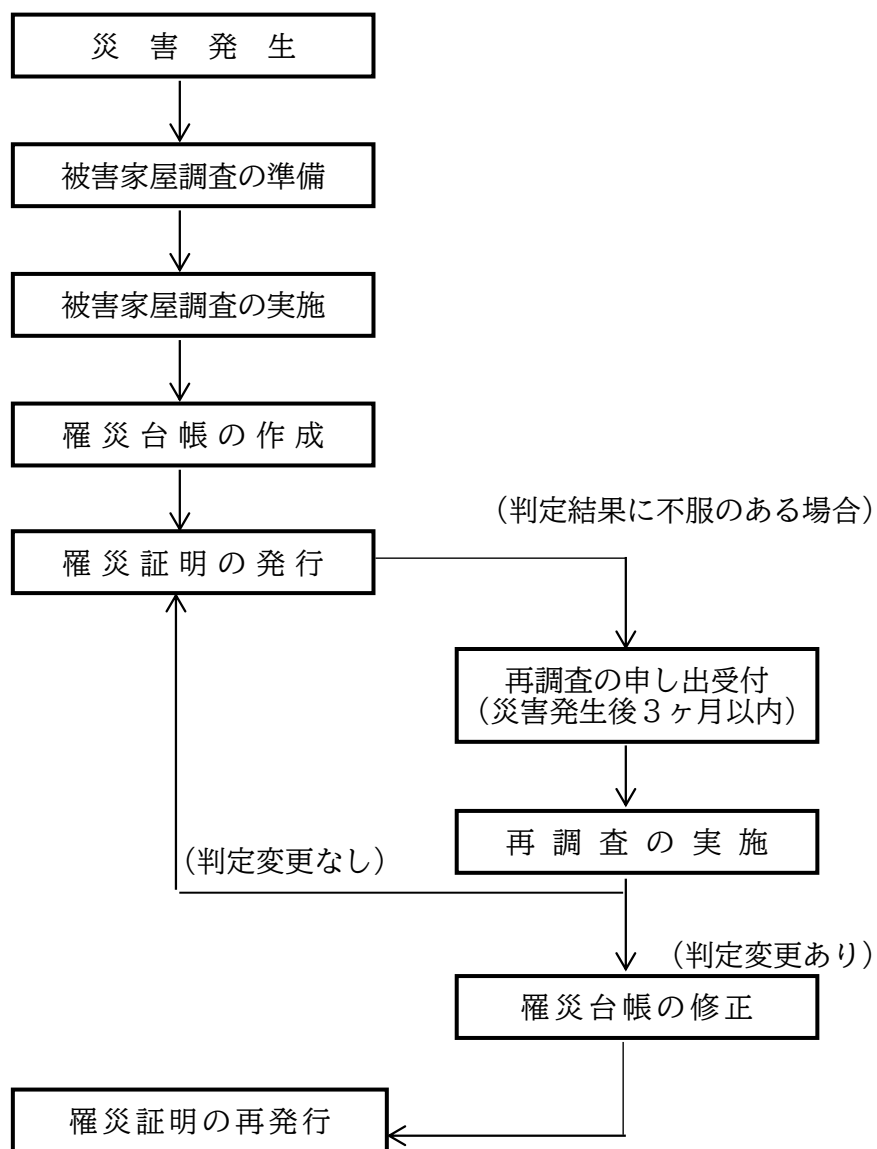 災害発生
被害家屋調査の準備
被害家屋調査の実施
罹災台帳の作成
(判定結果に不服のある場合)
罹災証明の発行
再調査の申し出受付
(災害発生後3ヶ月以内)
再調査の実施
(判定変更なし)
(判定変更あり)
罹災台帳の修正
罹災証明の再発行